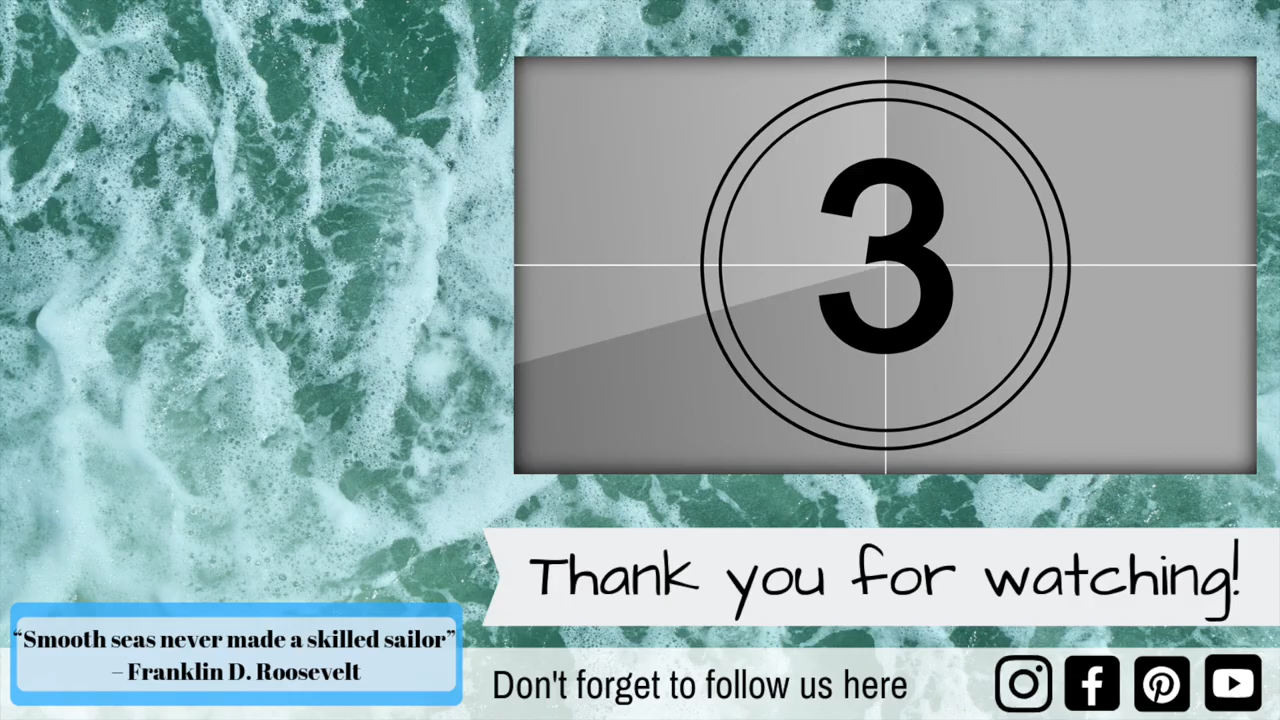 3
Thank you for watching!
“Smooth seas never made a skilled sailor”
– Franklin D. Roosevelt
Don't forget to follow us here